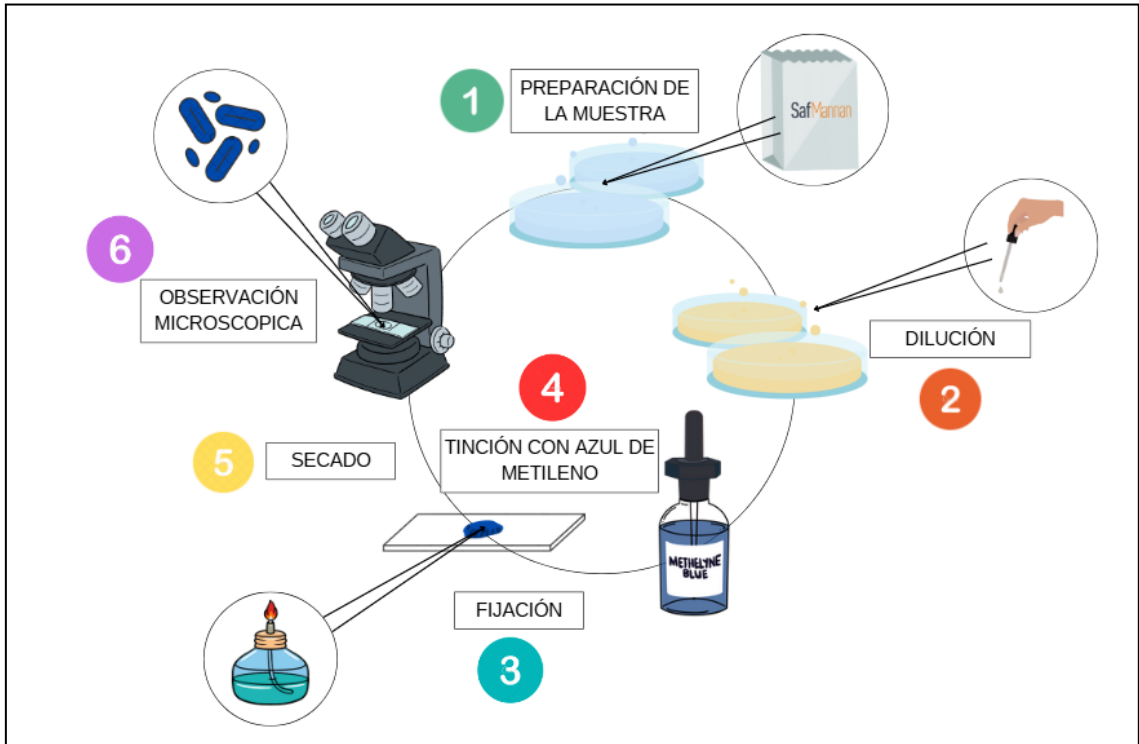 1
PREPARACIÓN DE
LA MUESTRA
SafMannan
2
DILUCIÓN
3
FIJACIÓN
4
TINCIÓN CON AZUL DE
METILENO
METHELYNE
BLUE
5
SECADO
6
OBSERVACIÓN
MICROSCOPICA